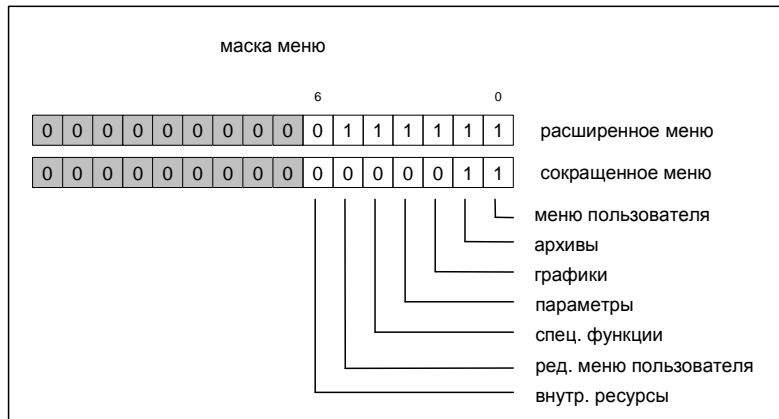 маска меню
6 0
0 0 0 0 0 0 0 0 0 0 1 1 1 1 1 1 расширенное меню
0 0 0 0 0 0 0 0 0 0 0 0 0 0 1 1 сокращенное меню
меню пользователя
архивы
графики
параметры
спец. функции
ред. меню пользователя
внутр. ресурсы